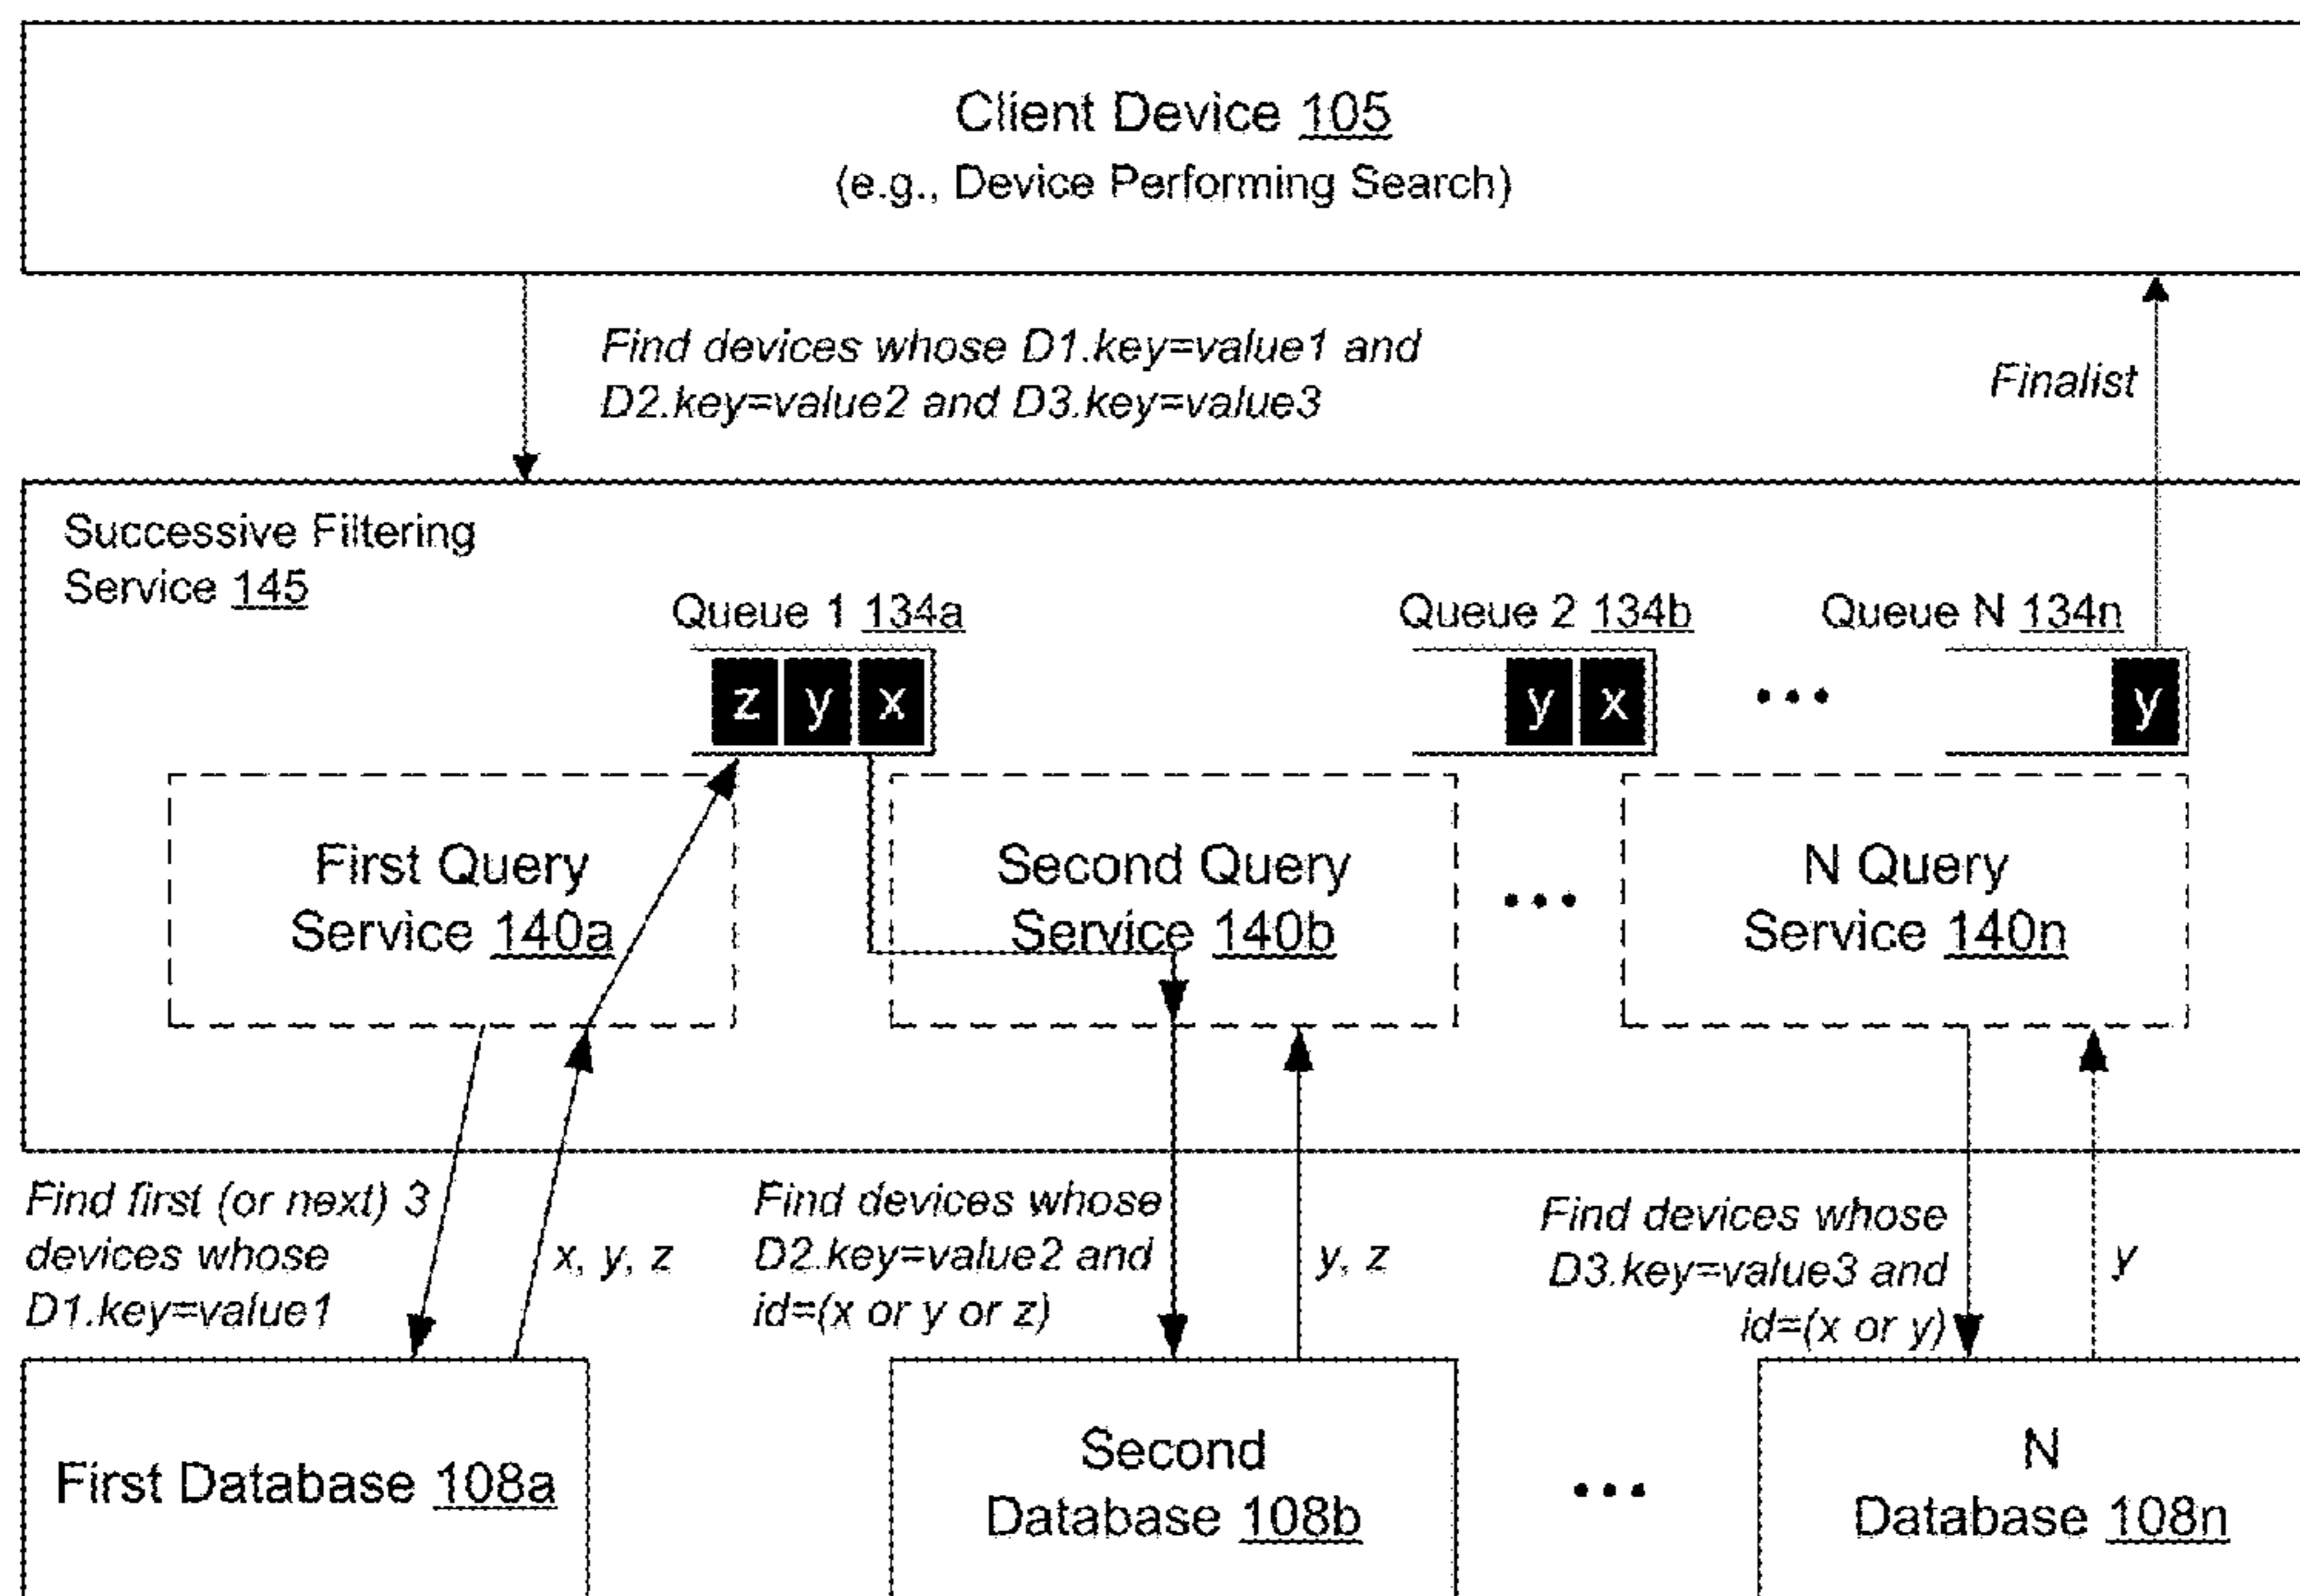 Client Device 105
(e.g., Device Performing Search)
Find devices whose D1.key=value1 and
D2.key=value2 and D3.key=value3
Finalist
Successive Filtering
Service 145
Queue 1 134a
Queue 2 134b
Queue N 134n
z y x
y x
...
y
First Query
Service 140a
Second Query
Service 140b
...
N Query
Service 140n
Find first (or next) 3
devices whose
D1.key=value1
x, y, z
Find devices whose
D2.key=value2 and
id=(x or y or z)
y, z
Find devices whose
D3.key=value3 and
id=(x or y)
y
First Database 108a
Second
Database 108b
...
N
Database 108n